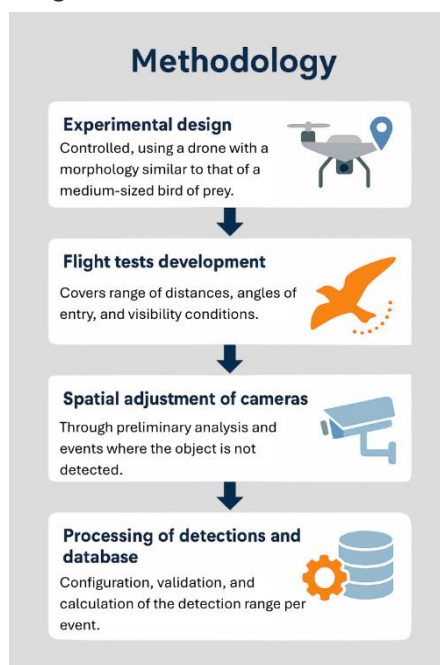 Methodology
Experimental design
Controlled, using a drone with a
morphology similar to that of a
medium-sized bird of prey.
Flight tests development
Covers range of distances, angles of
entry, and visibility conditions.
Spatial adjustment of cameras
Through preliminary analysis and
events where the object is not
detected.
Processing of detections and
database
Configuration, validation, and
calculation of the detection range per
event.